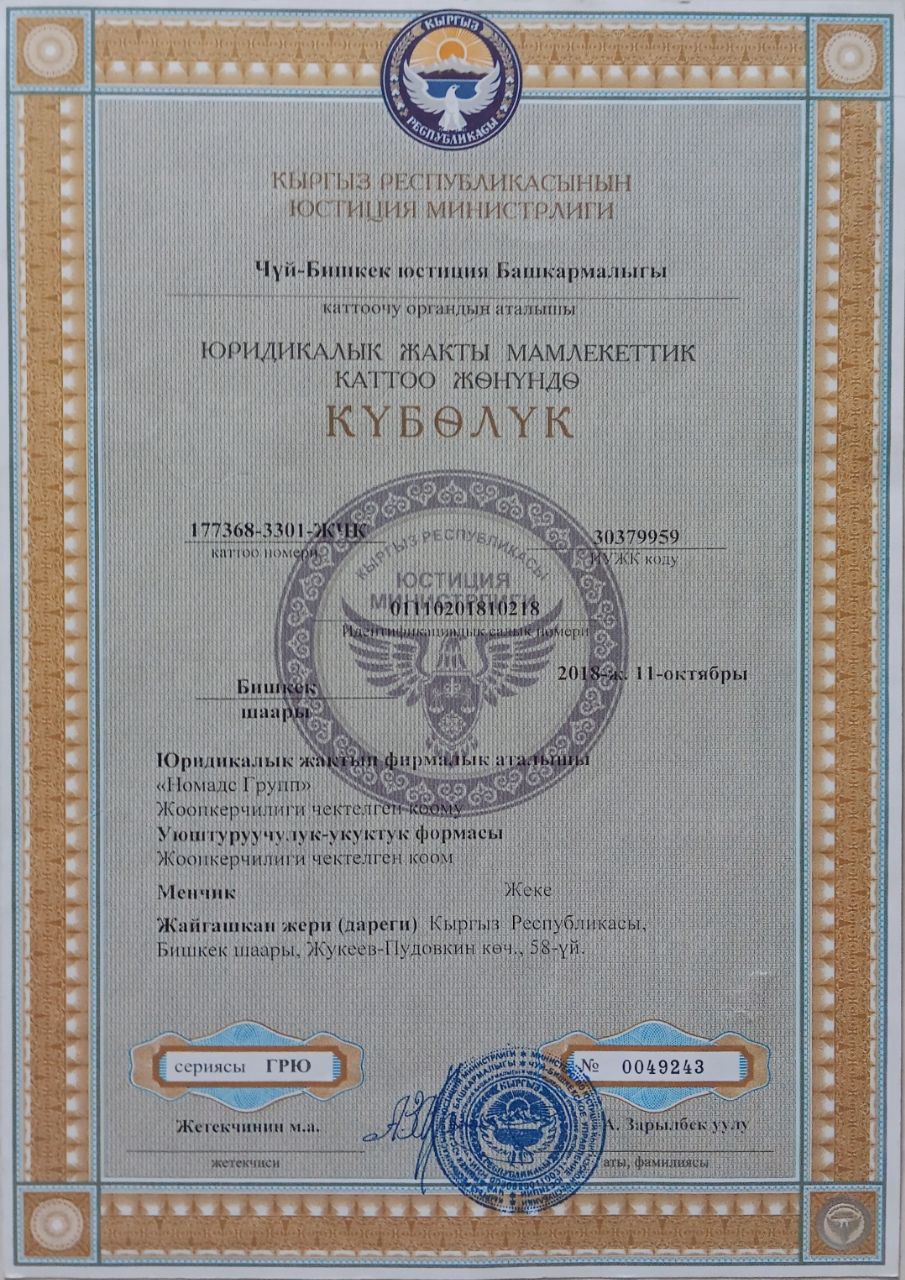 КЫРГЫЗ
РЕСПУБЛИКАСЫ
КЫРГЫЗ РЕСПУБЛИКАСЫНЫН
ЮСТИЦИЯ МИНИСТРЛИГИ
Чүй-Бишкек юстиция Башкармалыгы
каттоочу органдын аталышы
ЮРИДИКАЛЫК ЖАКТЫ МАМЛЕКЕТТИК
КАТТОО ЖӨНҮНДӨ
КҮБӨЛҮК
177368-3301-ЖЧК
каттоо номери
30379959
ИУЖК коду
КЫРГЫЗ РЕСПУБЛИКАСЫ
ЮСТИЦИЯ
МИНИСТРЛИГИ
01110201810218
Идентификациялык салык номери
2018-ж. 11-октябры
Бишкек
шаары
Юридикалык жактын фирмалык аталышы
«Номадс Групп»
Жоопкерчилиги чектелген коому
Уюштуруучулук-укуктук формасы
Жоопкерчилиги чектелген коом
Менчик Жеке
Жайгашкан жери (дареги) Кыргыз Республикасы,
Бишкек шаары, Жукеев-Пудовкин көч., 58-үй.
сериясы ГРЮ
№ 0049243
Жетекчинин м.а.
А. Зарылбек уулу
жетекчиси
аты, фамилиясы